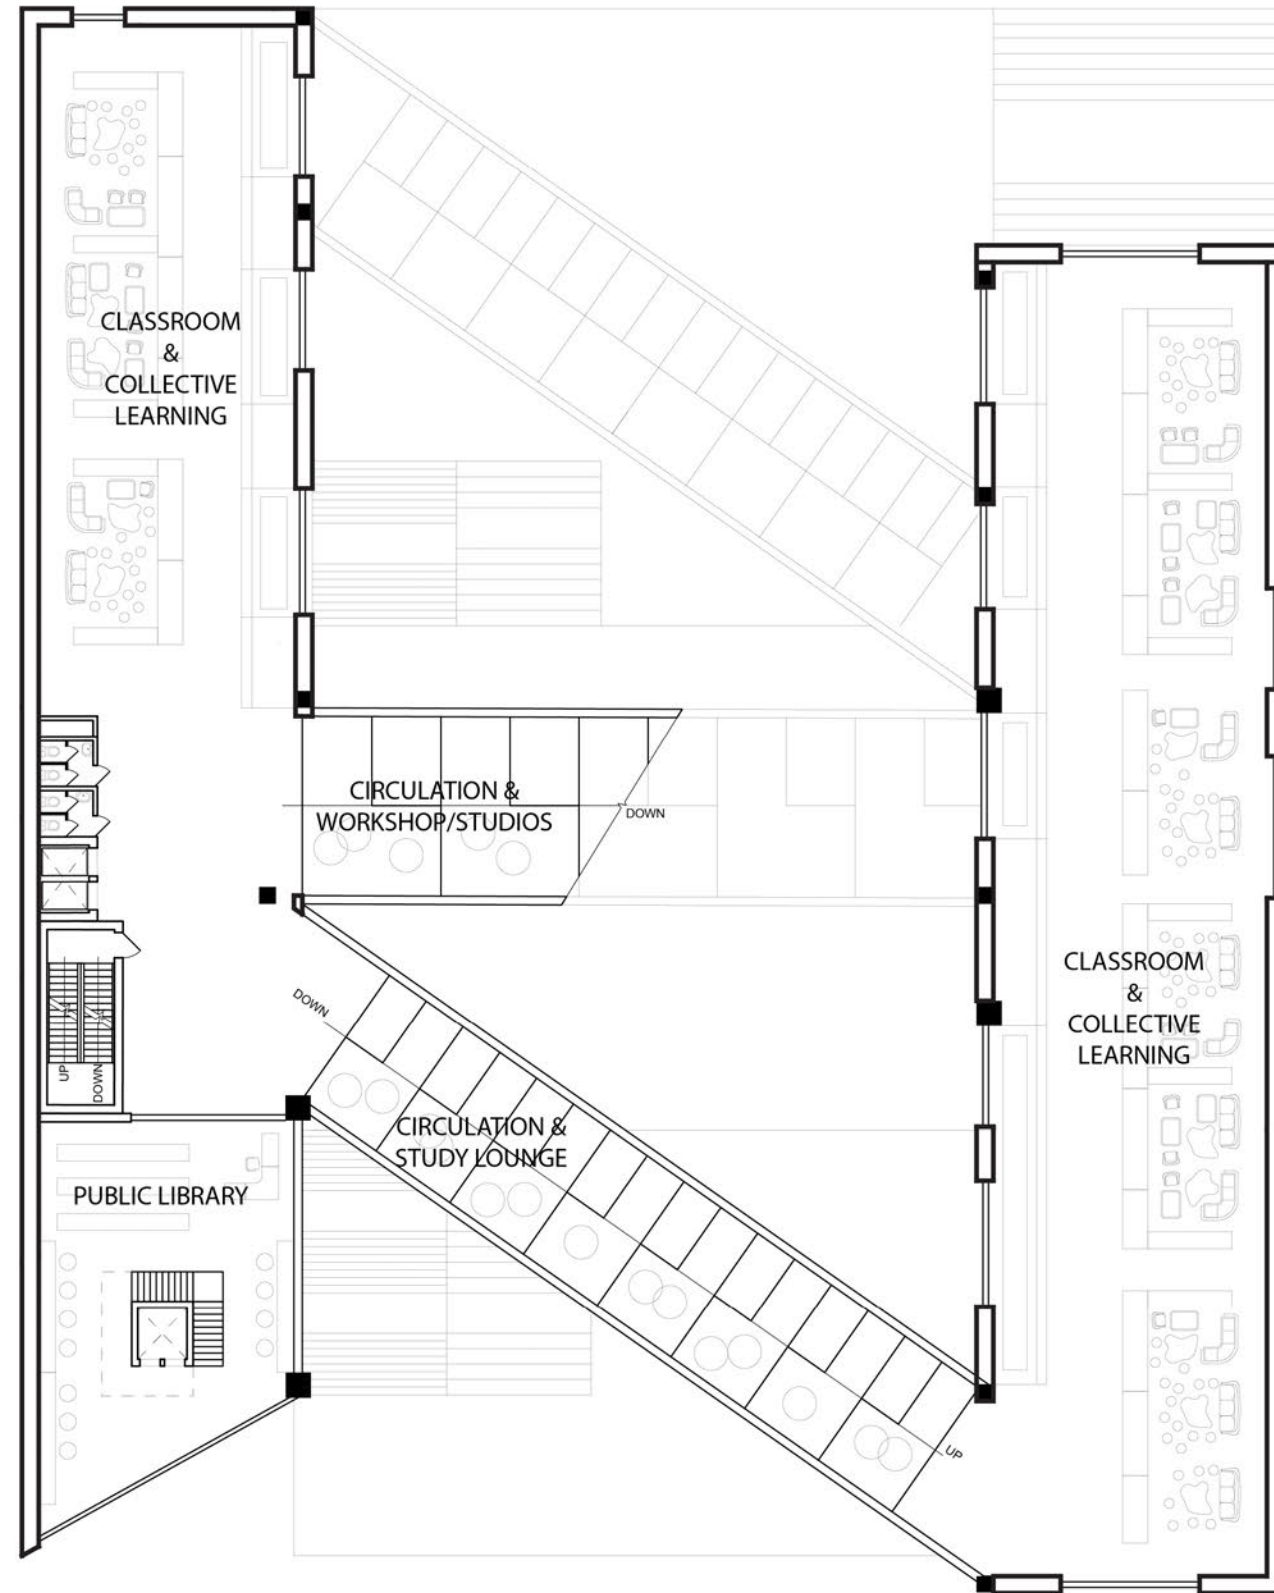 CLASSROOM
&
COLLECTIVE
LEARNING
CIRCULATION &
WORKSHOP/STUDIOS
DOWN
CLASSROOM
&
COLLECTIVE
LEARNING
DOWN
UP
DOWN
CIRCULATION &
STUDY LOUNGE
PUBLIC LIBRARY
UP